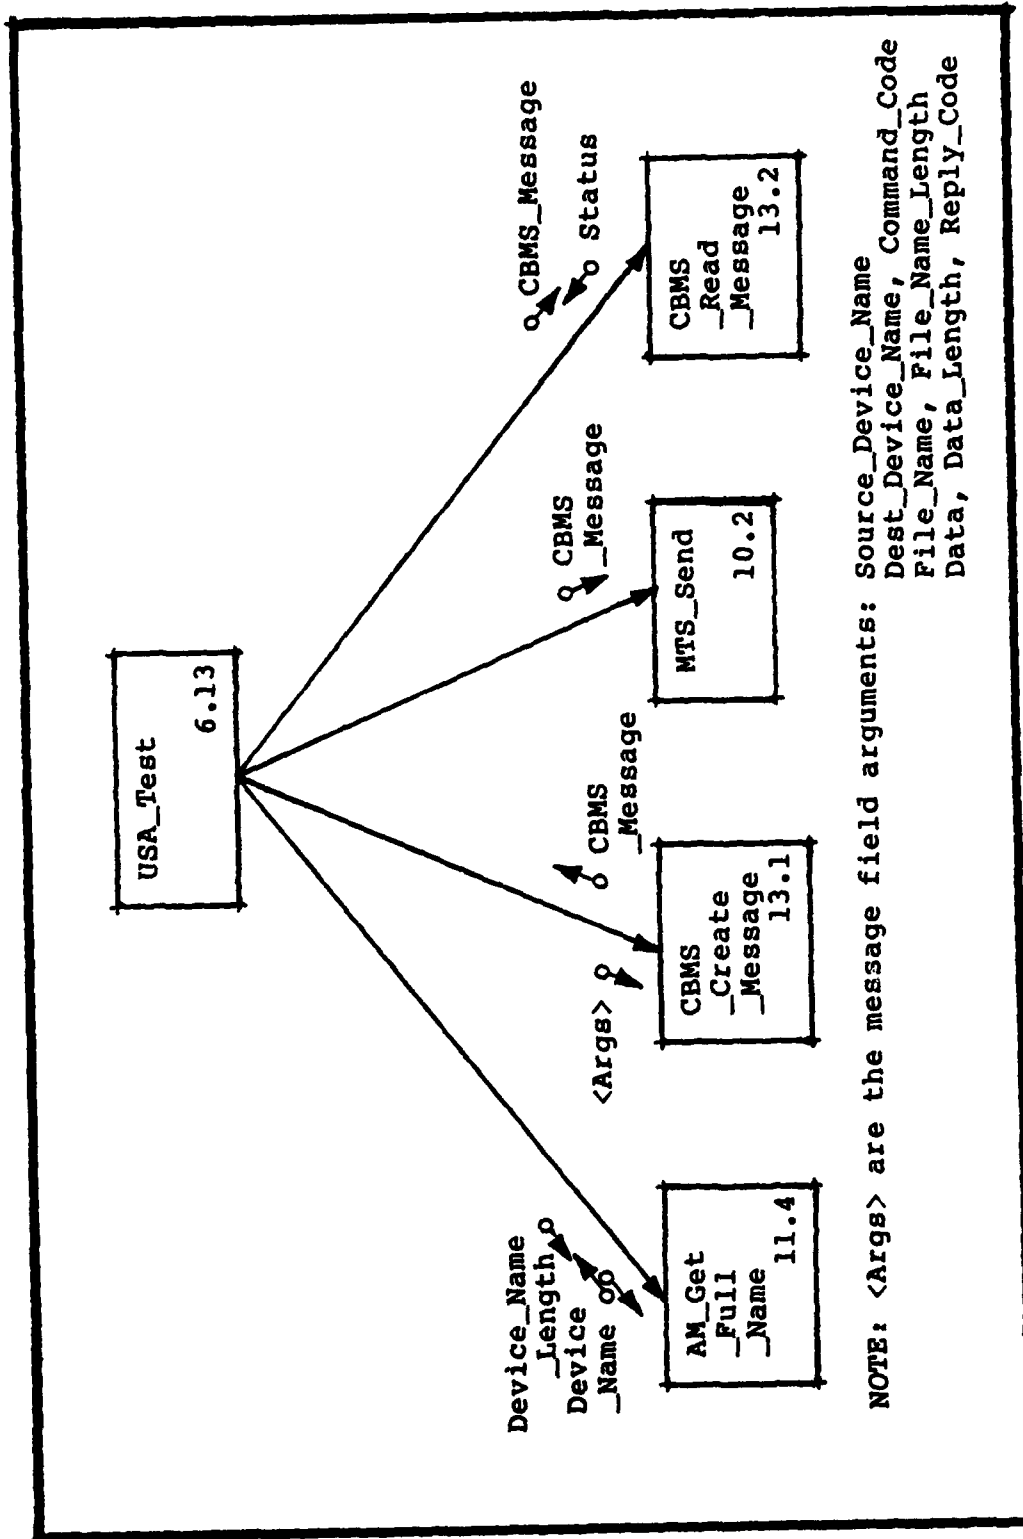 USA_Test
6.13
Device_Name
_Length
Device
_Name
<Args>
CBMS
_Message
CBMS
_Message
CBMS_Message
Status
AM_Get
_Full
_Name
11.4
CBMS
_Create
_Message
13.1
MTS_Send
10.2
CBMS
_Read
_Message
13.2
NOTE: <Args> are the message field arguments: Source_Device_Name
Dest_Device_Name, Command_Code
File_Name, File_Name_Length
Data, Data_Length, Reply_Code